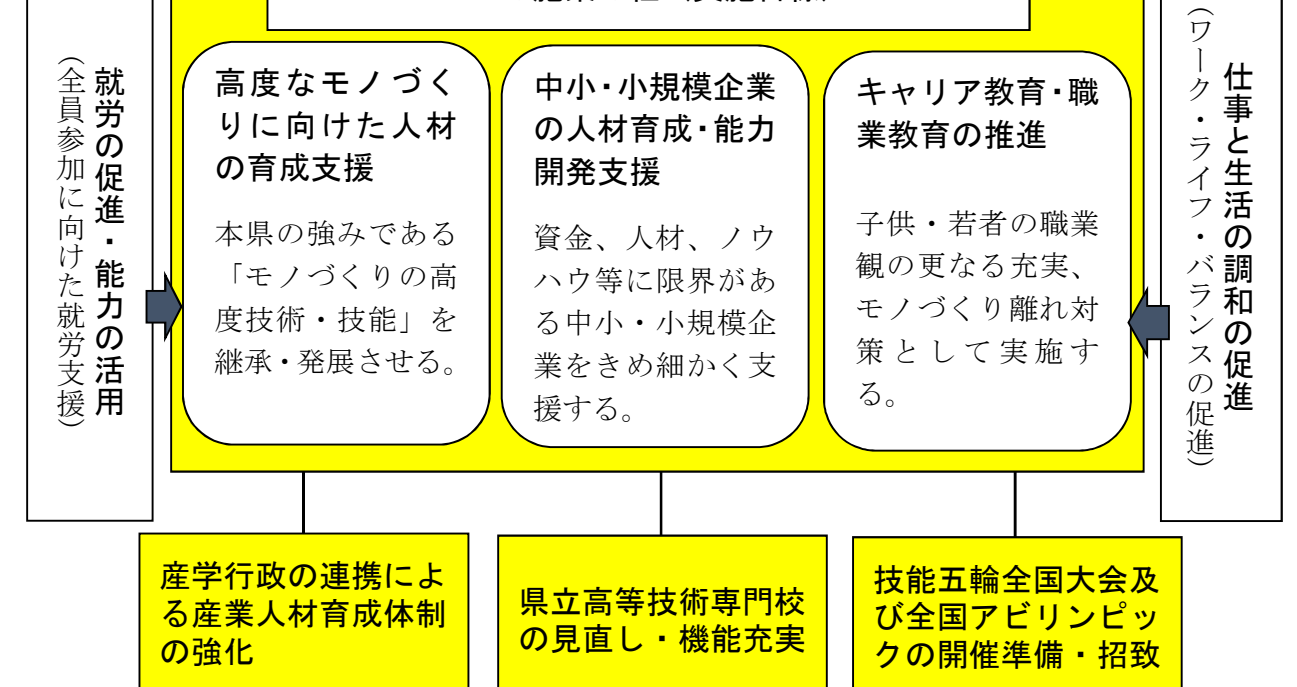 就労の促進・能力の活用
(全員参加に向けた就労支援)
高度なモノづく
りに向けた人材
の育成支援
本県の強みである
「モノづくりの高
度技術・技能」を
継承・発展させる。
中小・小規模企業
の人材育成・能力
開発支援
資金、人材、ノウ
ハウ等に限界があ
る中小・小規模企
業をきめ細かく支
援する。
キャリア教育・職
業教育の推進
子供・若者の職業
観の更なる充実、
モノづくり離れ対
策として実施す
る。
仕事と生活の調和の促進
(ワーク・ライフ・バランスの促進)
産学行政の連携によ
る産業人材育成体制
の強化
県立高等技術専門校
の見直し・機能充実
技能五輪全国大会及
び全国アビリンピッ
クの開催準備・招致